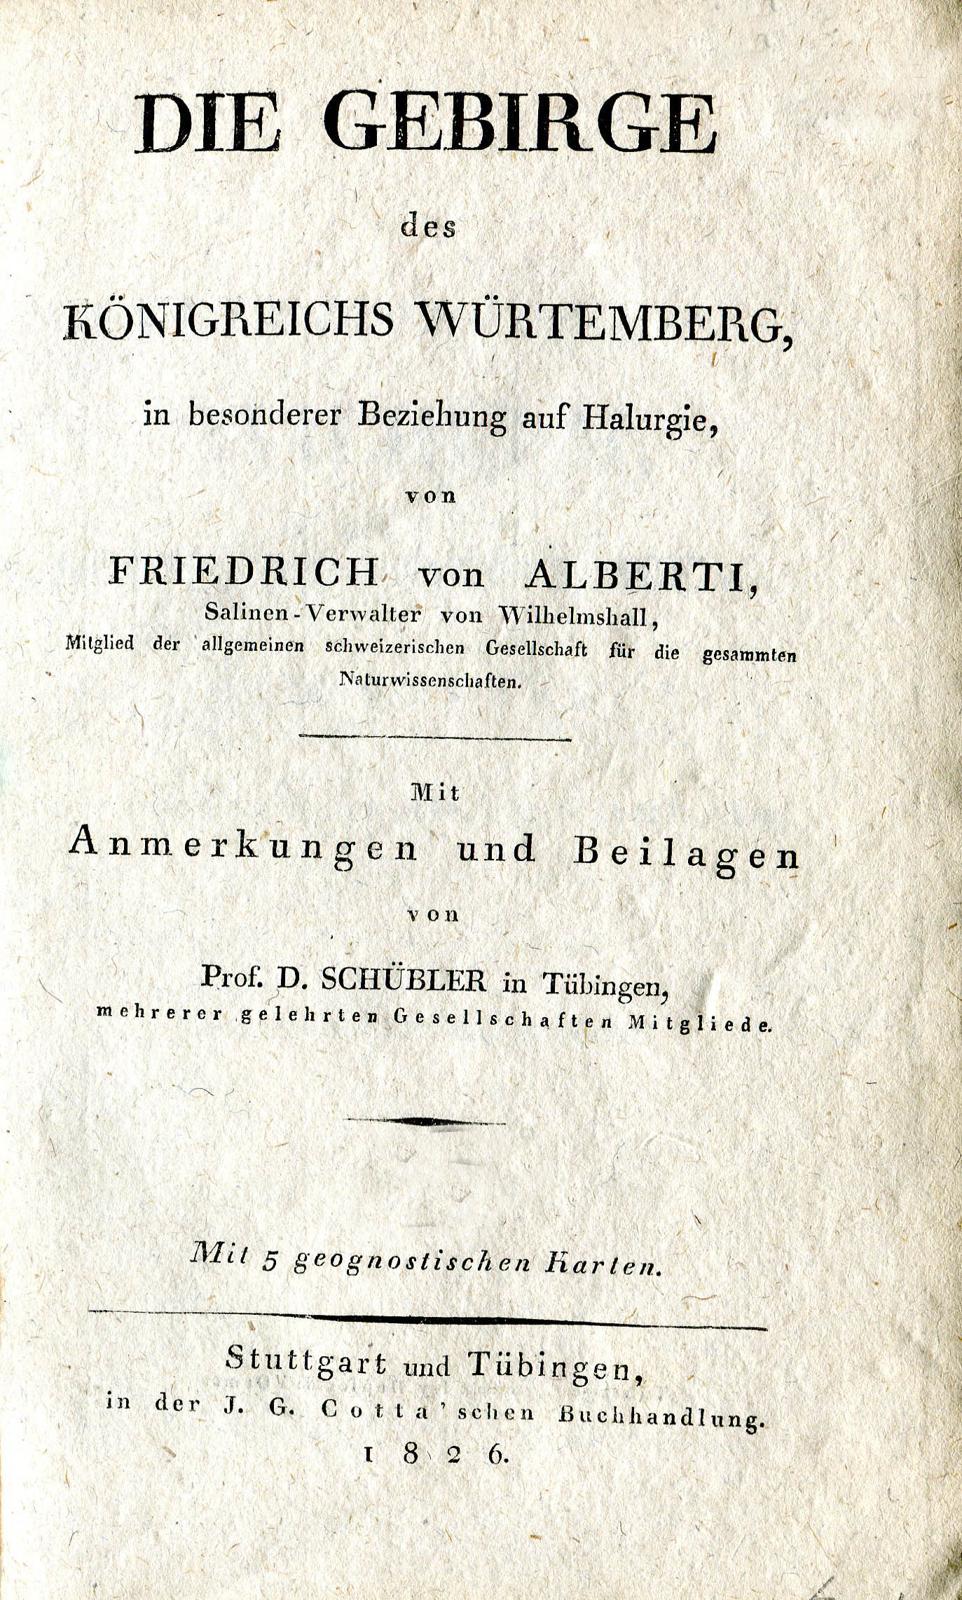 DIE GEBIRGE
des
KÖNIGREICHS WÜRTEMBERG,
in besonderer Beziehung auf Halurgie,
von
FRIEDRICH von ALBERTI,
Salinen-Verwalter von Wilhelmshall,
Mitglied der allgemeinen schweizerischen Gesellschaft für die gesammten
Naturwissenschaften.
Mit
Anmerkungen und Beilagen
von
Prof. D. SCHÜBLER in Tübingen,
mehrerer gelehrten Gesellschaften Mitgliede.
Mit 5 geognostischen Karten.
Stuttgart und Tübingen,
in der J. G. Cotta'schen Buchhandlung.
1826.